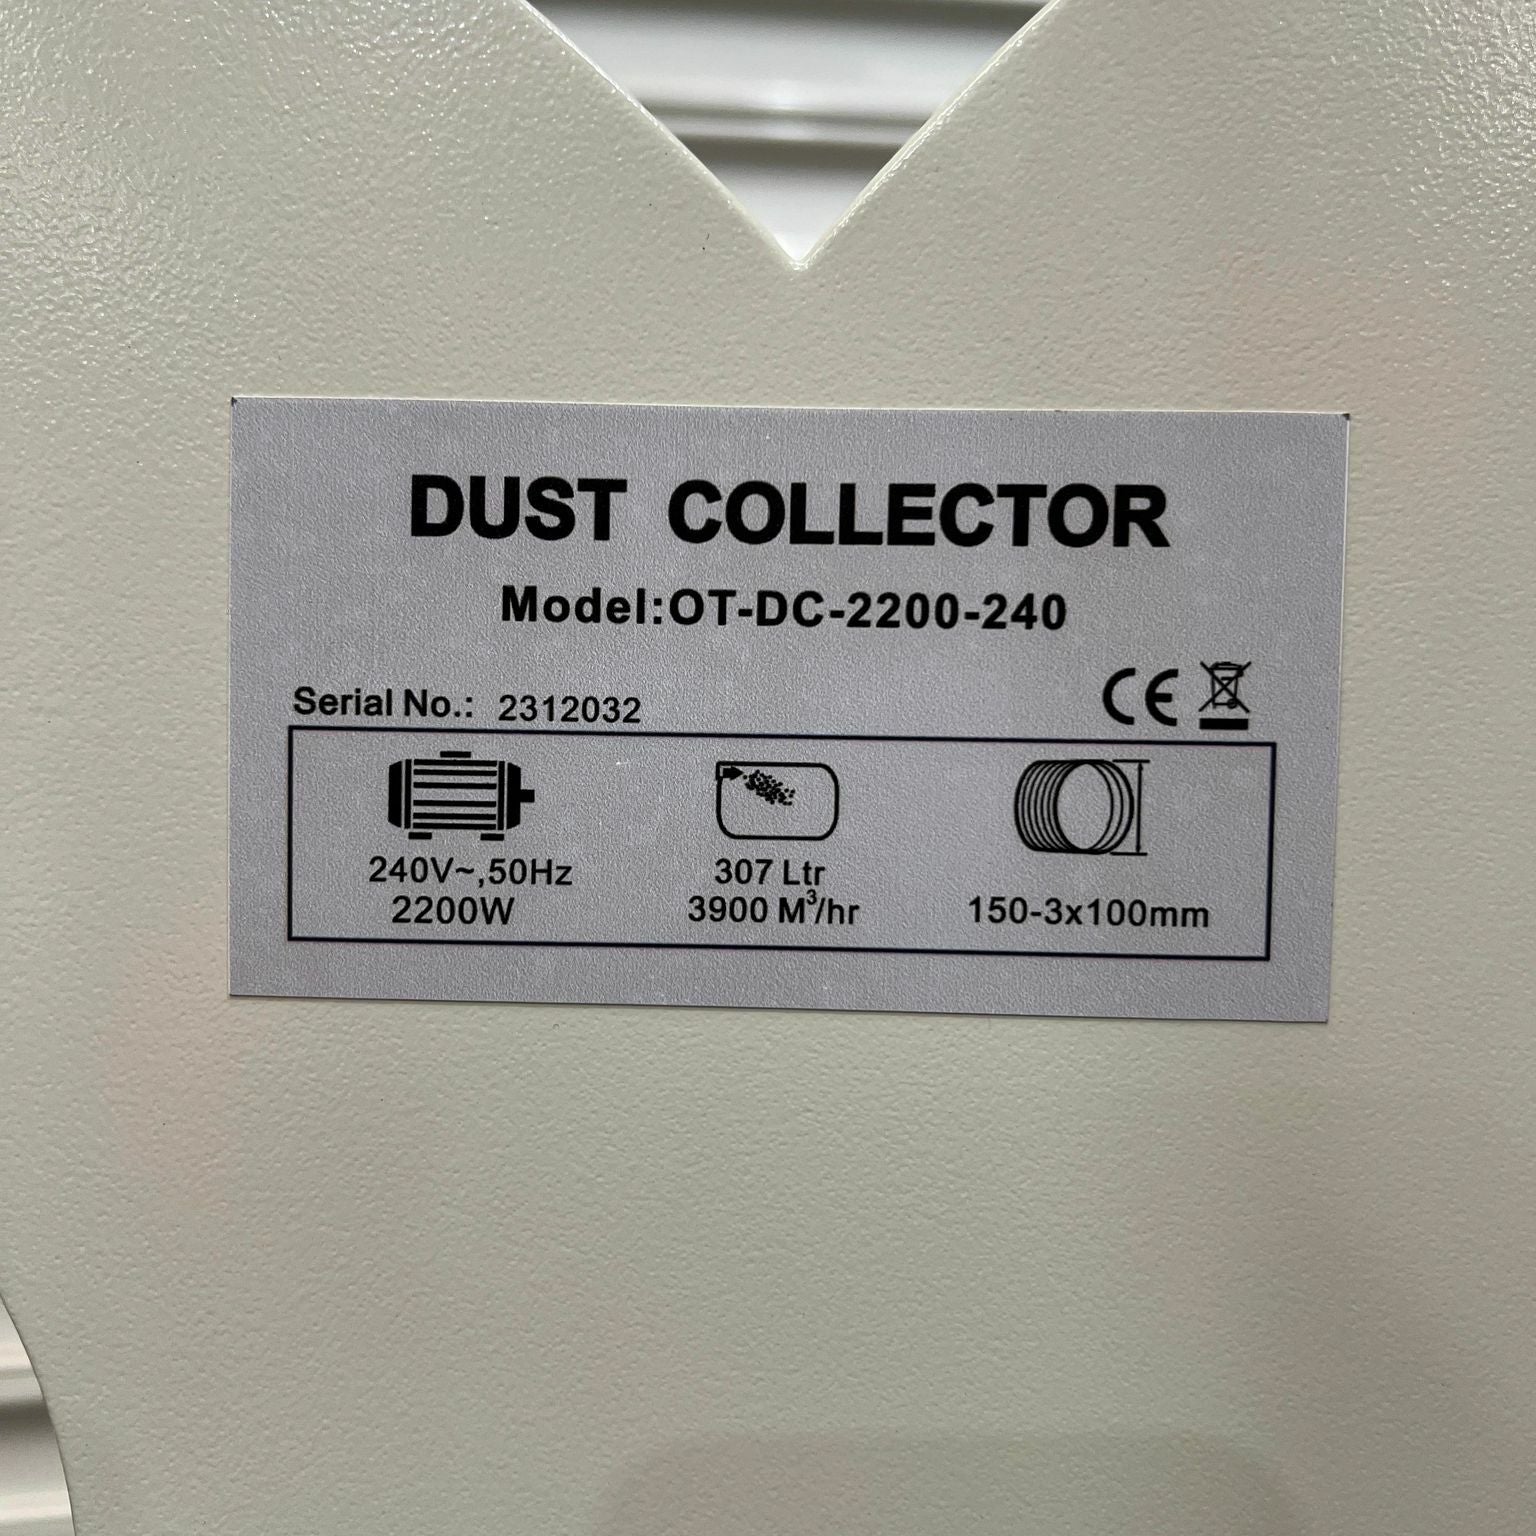 DUST COLLECTOR
Model:OT-DC-2200-240
Serial No.: 2312032
CE
240V~,50Hz
2200W
307 Ltr
3900 M³/hr
150-3x100mm